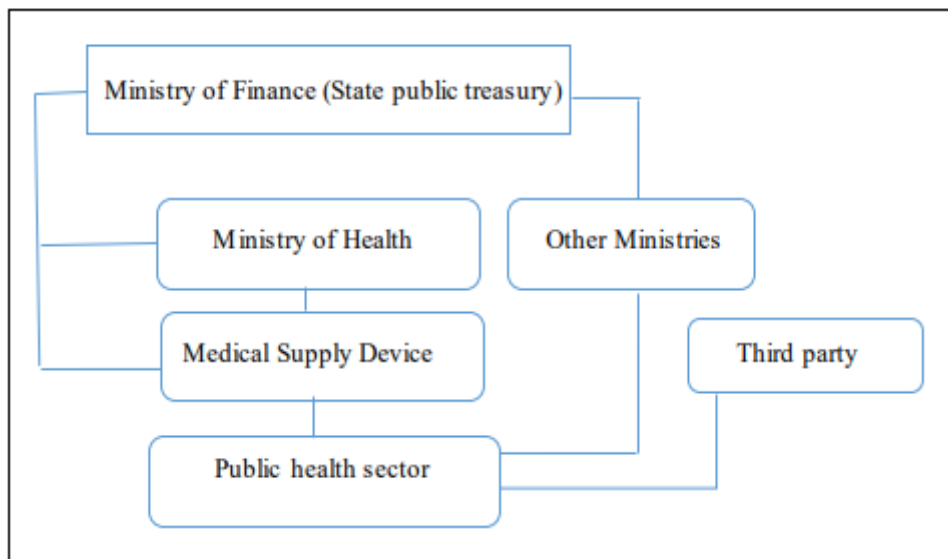 Ministry of Finance (State public treasury)
Ministry of Health
Other Ministries
Medical Supply Device
Third party
Public health sector